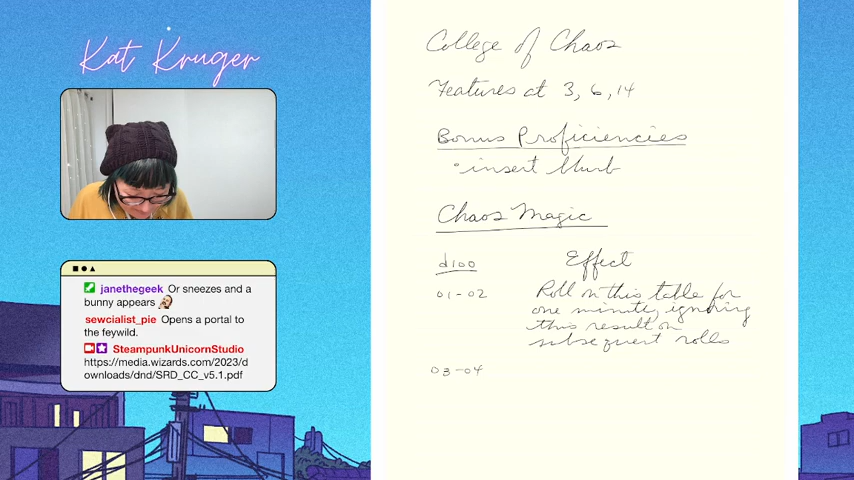 Kat Kruger
janethegeek Or sneezes and a
bunny appears
sewcialist_pie Opens a portal to
the feywild.
SteampunkUnicornStudio
https://media.wizards.com/2023/d
ownloads/dnd/SRD_CC_v5.1.pdf
College of Chaos
Features at 3, 6, 14
Bonus Proficiencies
• insert blurb
Chaos Magic
d100 Effect
01-02 Roll on this table for
one minute, ignoring
this result on
subsequent rolls
03-04